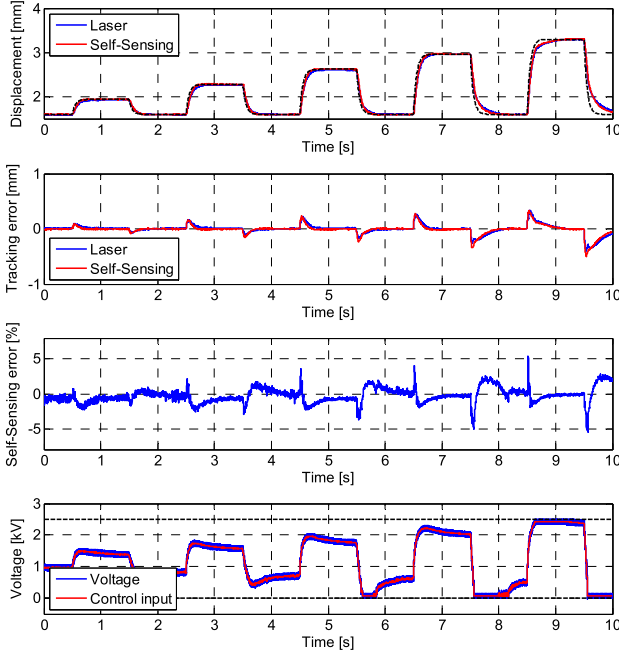 Displacement [mm]
4
3
2
Laser
Self-Sensing
0 1 2 3 4 5 6 7 8 9 10
Time [s]
Tracking error [mm]
1
0
-1
Laser
Self-Sensing
0 1 2 3 4 5 6 7 8 9 10
Time [s]
Self-Sensing error [%]
5
0
-5
0 1 2 3 4 5 6 7 8 9 10
Time [s]
Voltage [kV]
3
2
1
0
Voltage
Control input
0 1 2 3 4 5 6 7 8 9 10
Time [s]